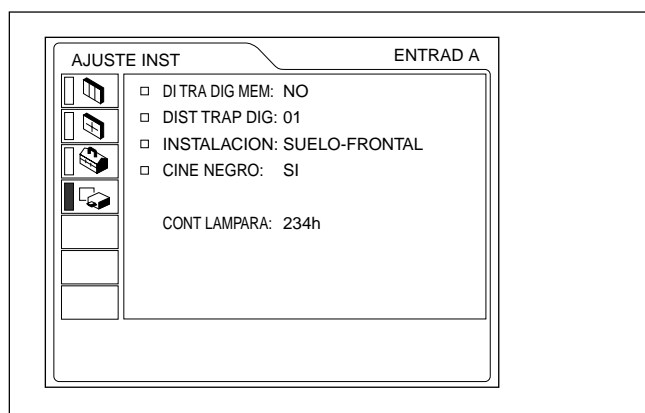 AJUSTE INST ENTRAD A
DI TRA DIG MEM: NO
DIST TRAP DIG: 01
INSTALACION: SUELO-FRONTAL
CINE NEGRO: SI
CONT LAMPARA: 234h